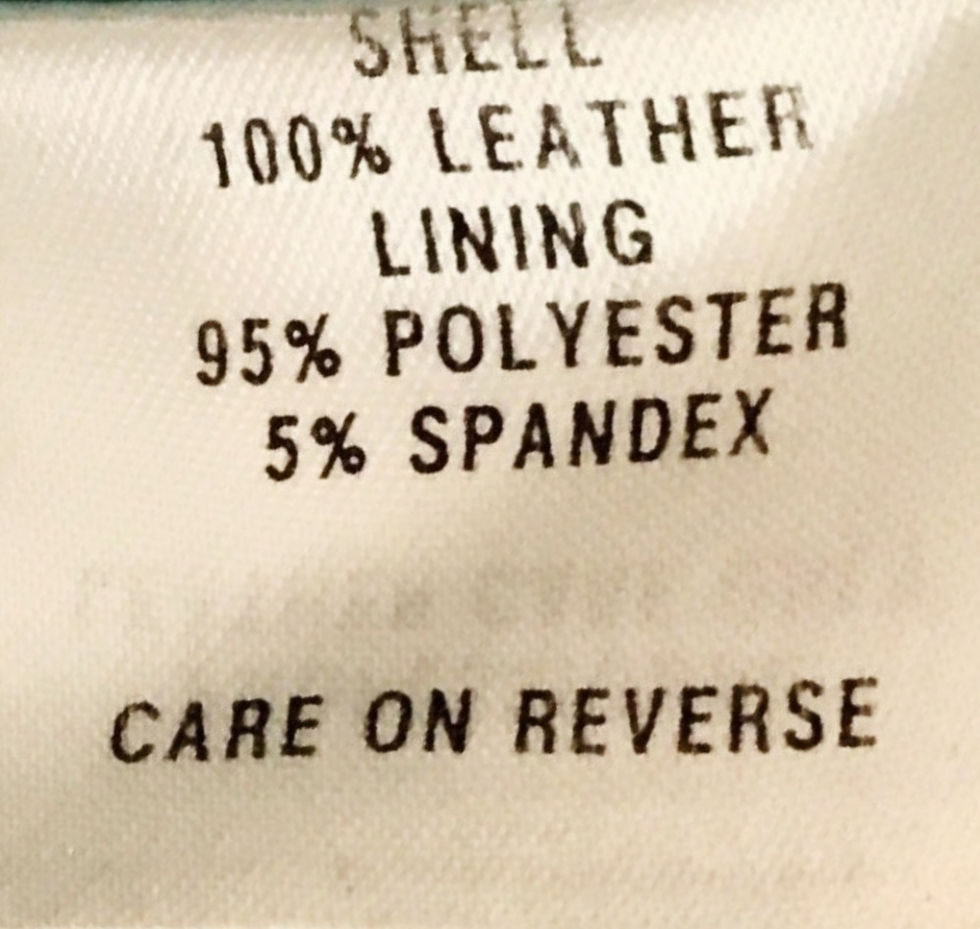 SHELL
100% LEATHER
LINING
95% POLYESTER
5% SPANDEX
CARE ON REVERSE